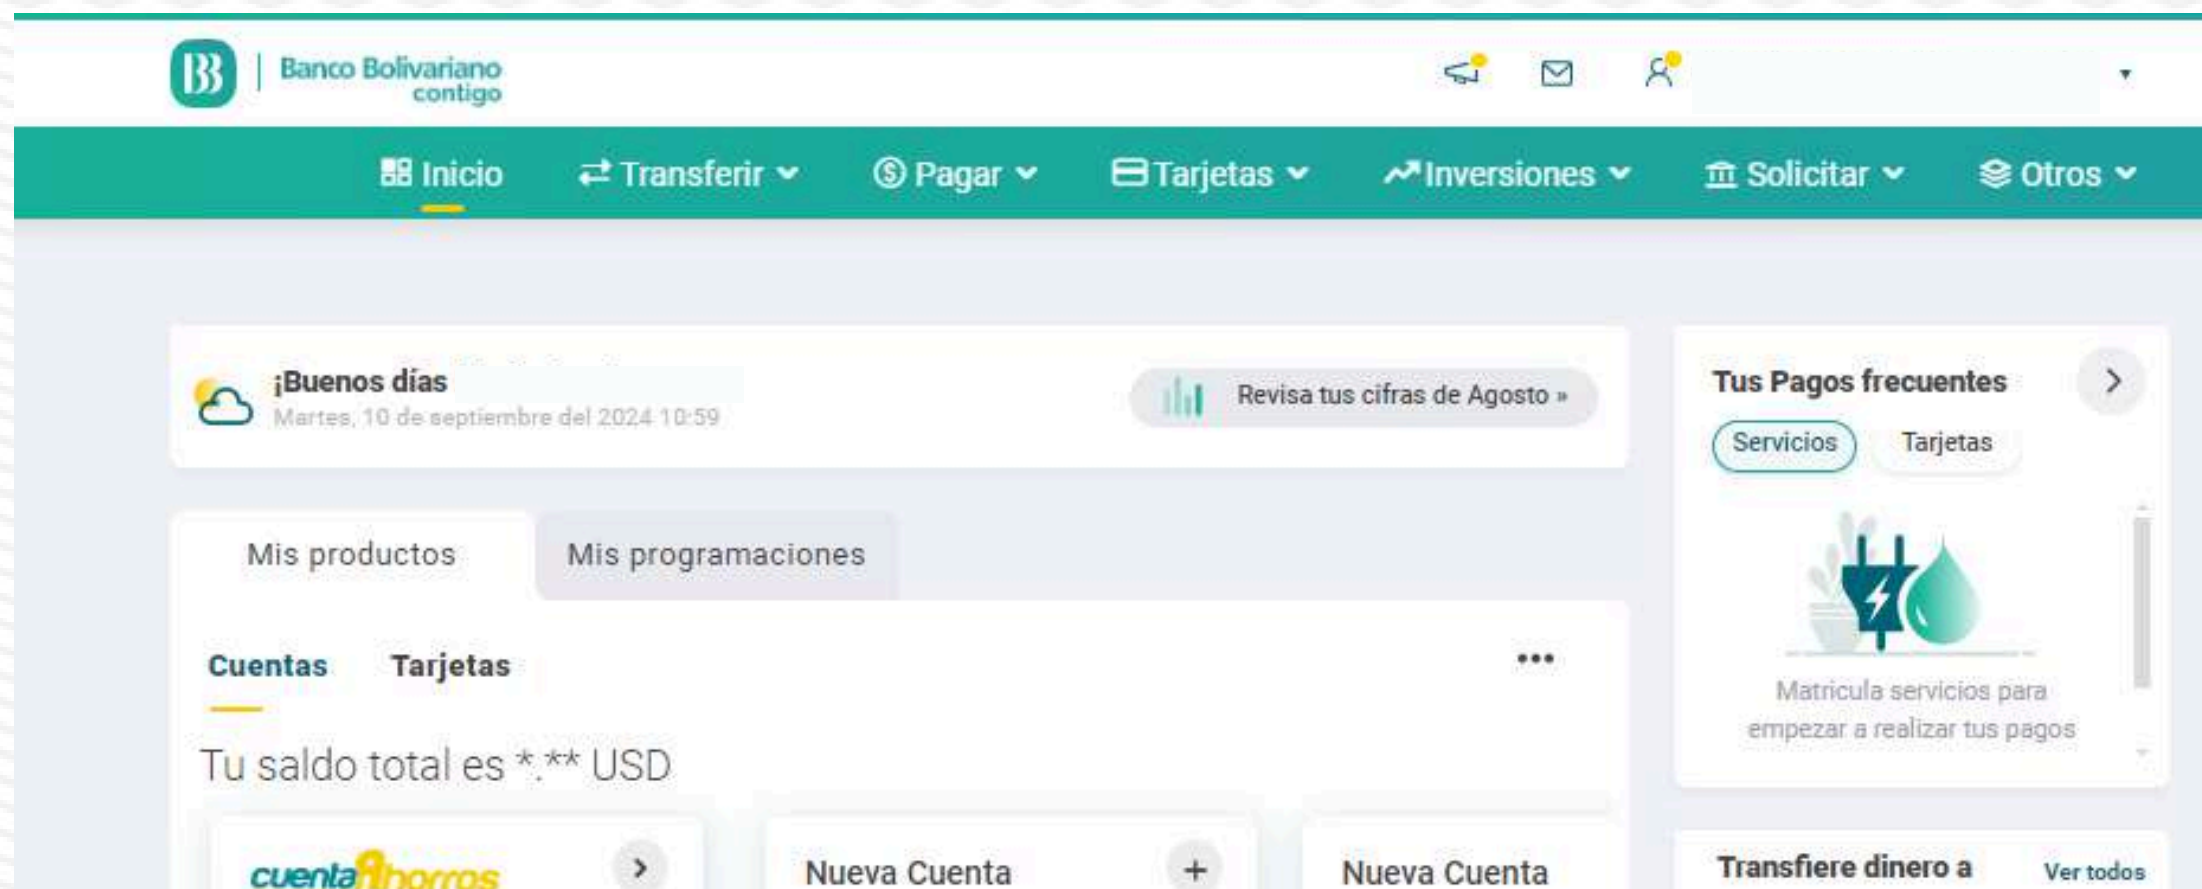 Banco Bolivariano
contigo
Inicio Transferir Pagar Tarjetas Inversiones Solicitar Otros
¡Buenos días
Martes, 10 de septiembre del 2024 10:59
Revisa tus cifras de Agosto »
Mis productos Mis programaciones
Cuentas Tarjetas
Tu saldo total es *.** USD
cuentaAhorros
Nueva Cuenta
Nueva Cuenta
Tus Pagos frecuentes
Servicios Tarjetas
Matricula servicios para
empezar a realizar tus pagos
Transfiere dinero a Ver todos